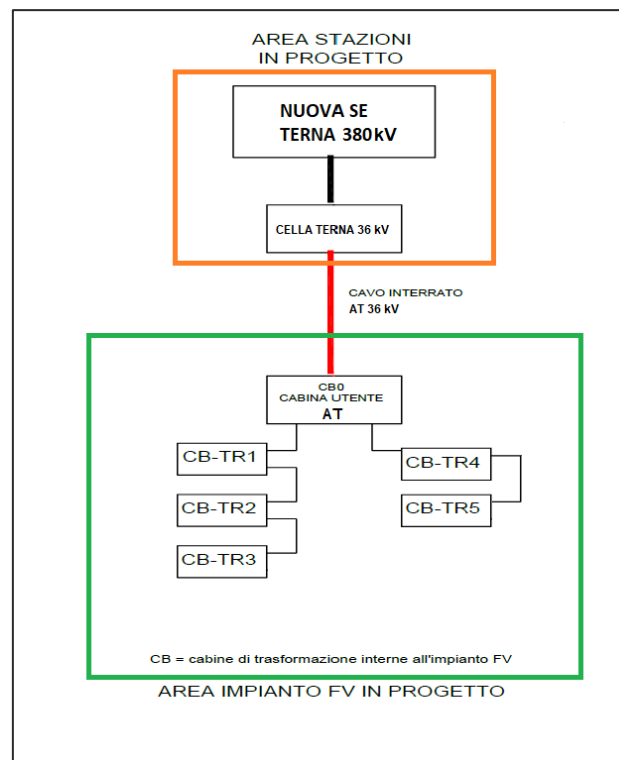 AREA STAZIONI
IN PROGETTO
NUOVA SE
TERNA 380kV
CELLA TERNA 36 kV
CAVO INTERRATO
AT 36 kV
CB0
CABINA UTENTE
AT
CB-TR1
CB-TR4
CB-TR2
CB-TR5
CB-TR3
CB = cabine di trasformazione interne all'impianto FV
AREA IMPIANTO FV IN PROGETTO